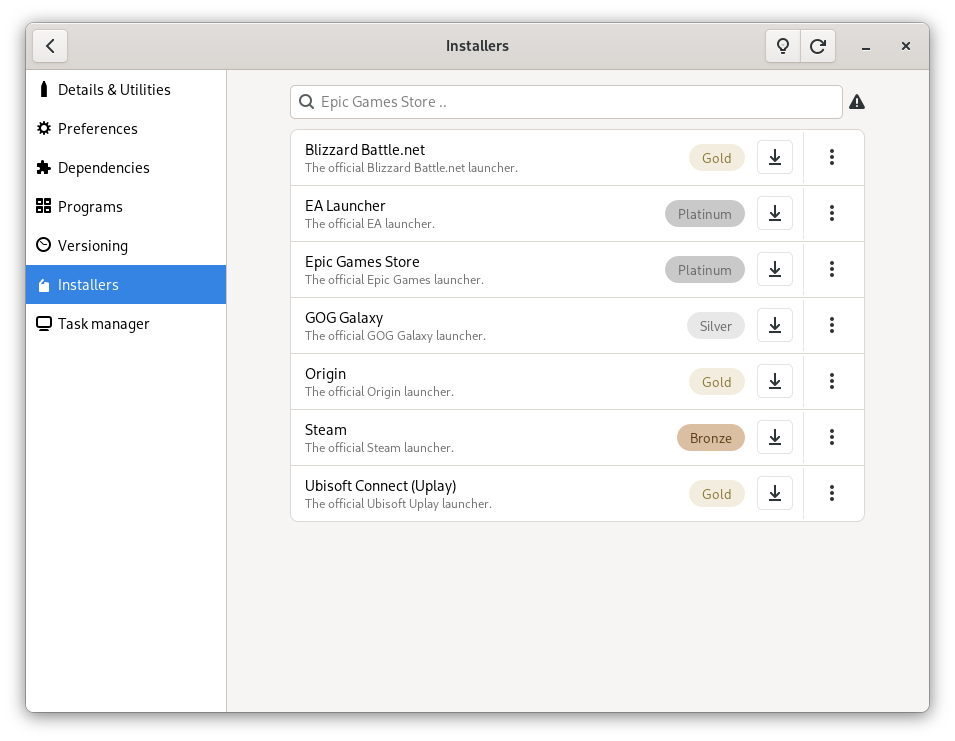 Installers
Details & Utilities
Preferences
Dependencies
Programs
Versioning
Installers
Task manager
Epic Games Store ..
Blizzard Battle.net
The official Blizzard Battle.net launcher.
Gold
EA Launcher
The official EA launcher.
Platinum
Epic Games Store
The official Epic Games launcher.
Platinum
GOG Galaxy
The official GOG Galaxy launcher.
Silver
Origin
The official Origin launcher.
Gold
Steam
The official Steam launcher.
Bronze
Ubisoft Connect (Uplay)
The official Ubisoft Uplay launcher.
Gold